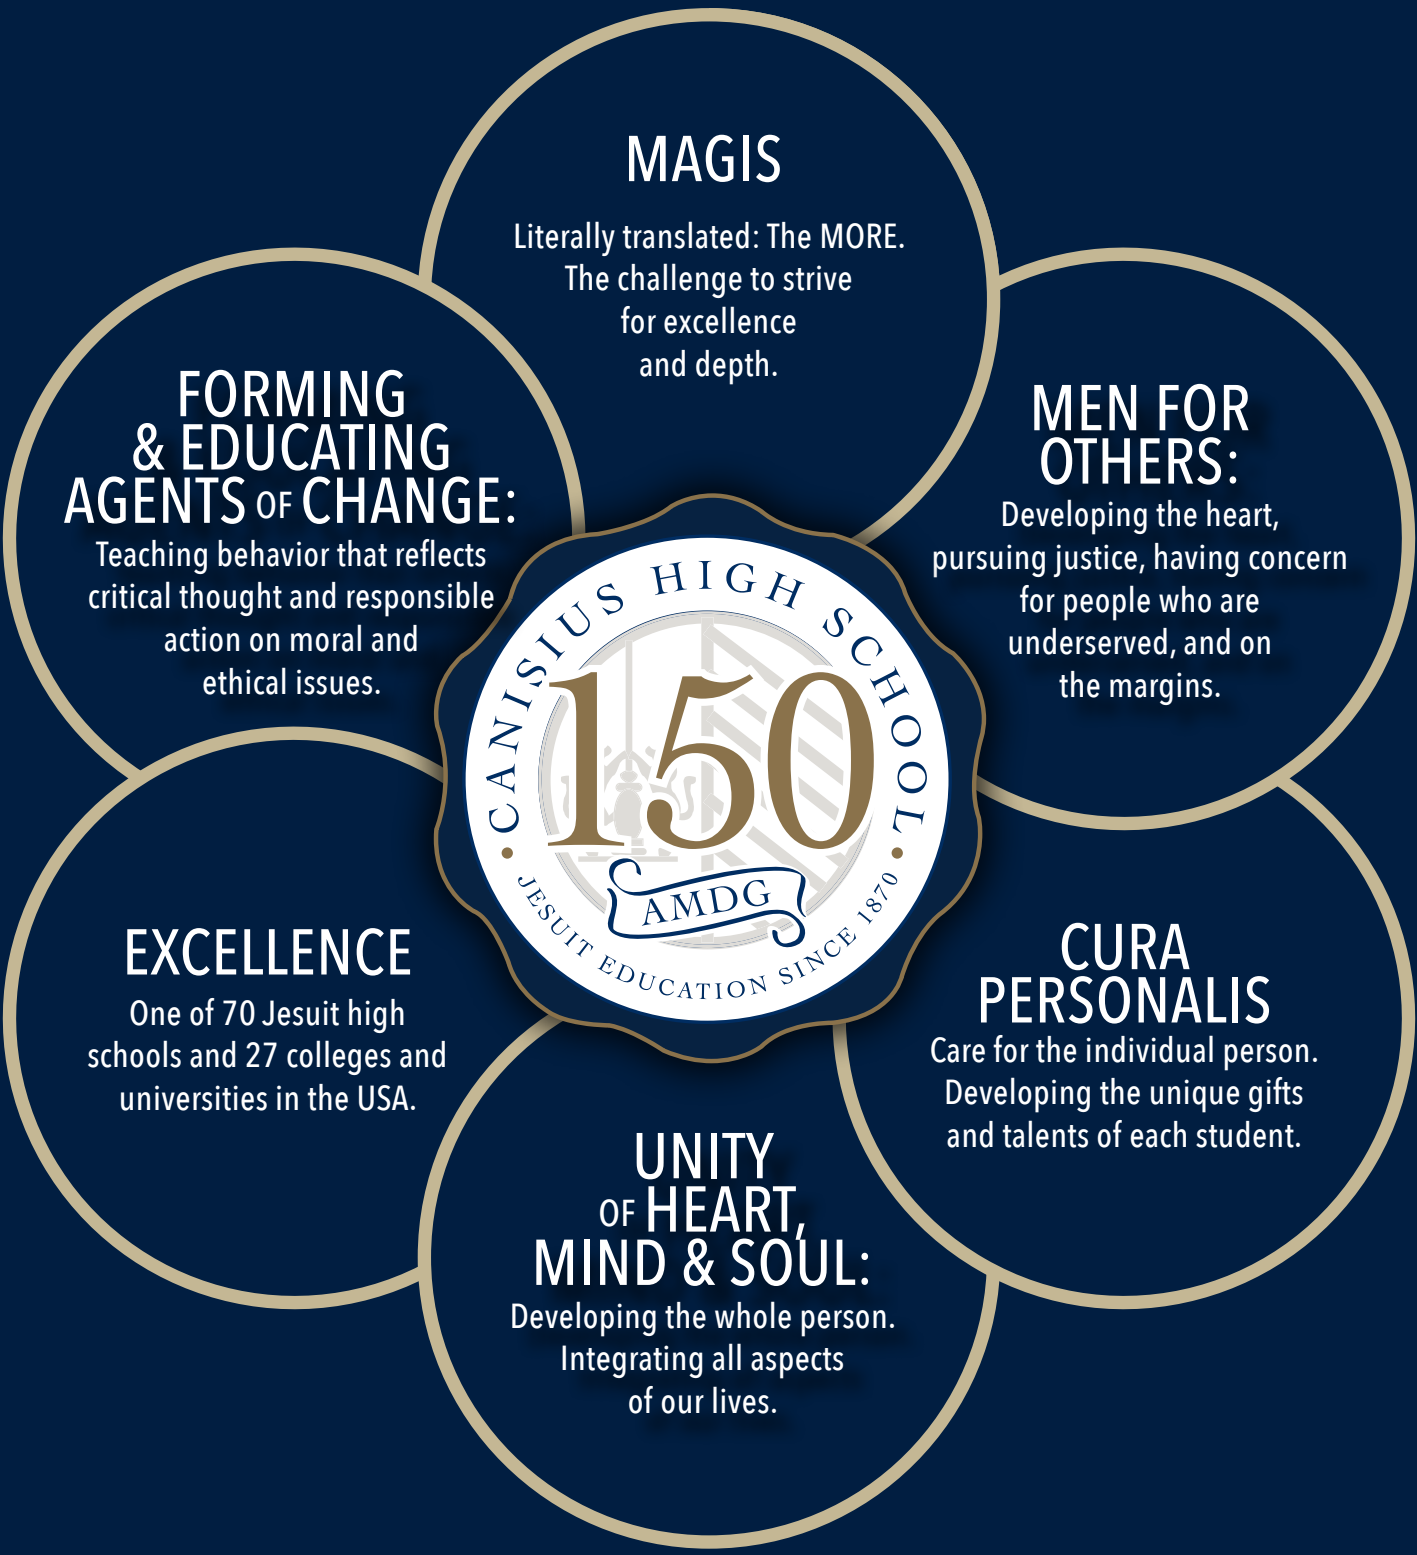 MAGIS
Literally translated: The MORE.
The challenge to strive
for excellence
and depth.
MEN FOR
OTHERS:
Developing the heart,
pursuing justice, having concern
for people who are
underserved, and on
the margins.
CURA
PERSONALIS
Care for the individual person.
Developing the unique gifts
and talents of each student.
UNITY
OF HEART,
MIND & SOUL:
Developing the whole person.
Integrating all aspects
of our lives.
EXCELLENCE
One of 70 Jesuit high
schools and 27 colleges and
universities in the USA.
FORMING
& EDUCATING
AGENTS OF CHANGE:
Teaching behavior that reflects
critical thought and responsible
action on moral and
ethical issues.
• CANISIUS HIGH SCHOOL •
150
AMDG
JESUIT EDUCATION SINCE 1870